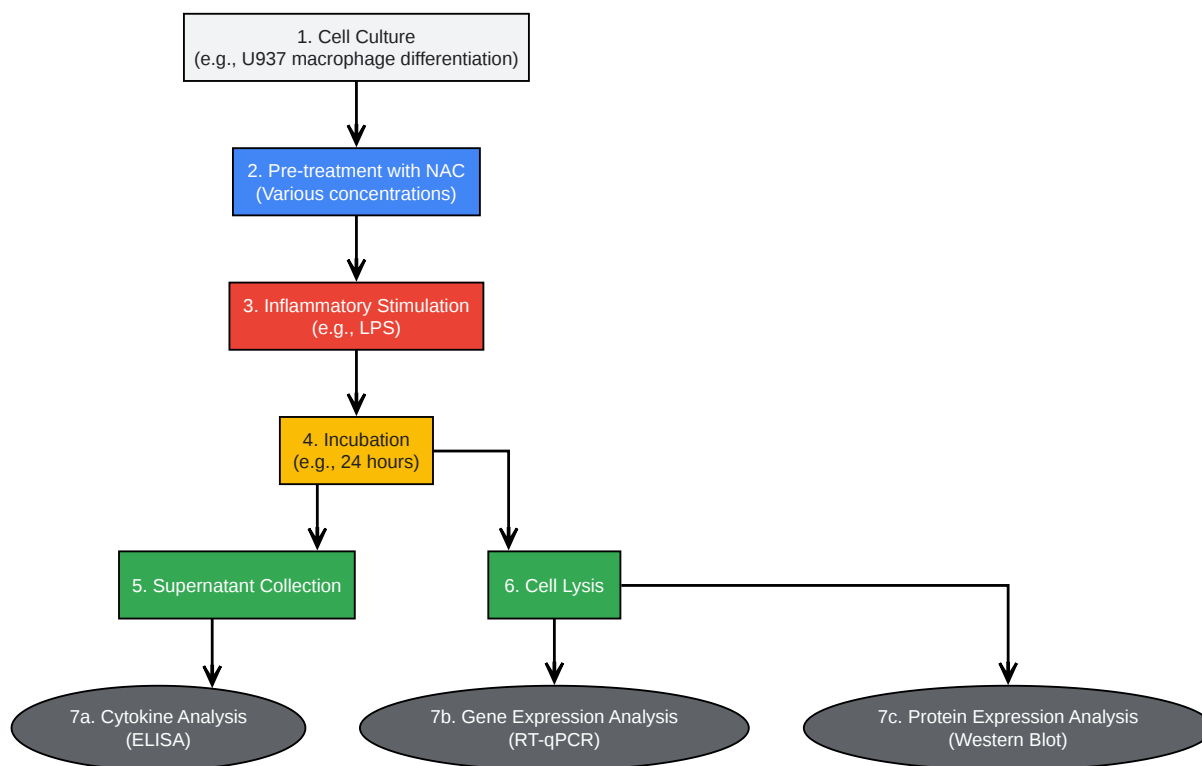 1. Cell Culture
(e.g., U937 macrophage differentiation)
2. Pre-treatment with NAC
(Various concentrations)
3. Inflammatory Stimulation
(e.g., LPS)
4. Incubation
(e.g., 24 hours)
5. Supernatant Collection
6. Cell Lysis
7a. Cytokine Analysis
(ELISA)
7b. Gene Expression Analysis
(RT-qPCR)
7c. Protein Expression Analysis
(Western Blot)